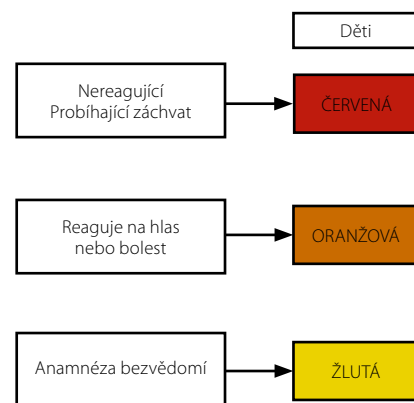 Děti
Nereagující
Probíhající záchvat
ČERVENÁ
Reaguje na hlas
nebo bolest
ORANŽOVÁ
Anamnéza bezvědomí
ŽLUTÁ